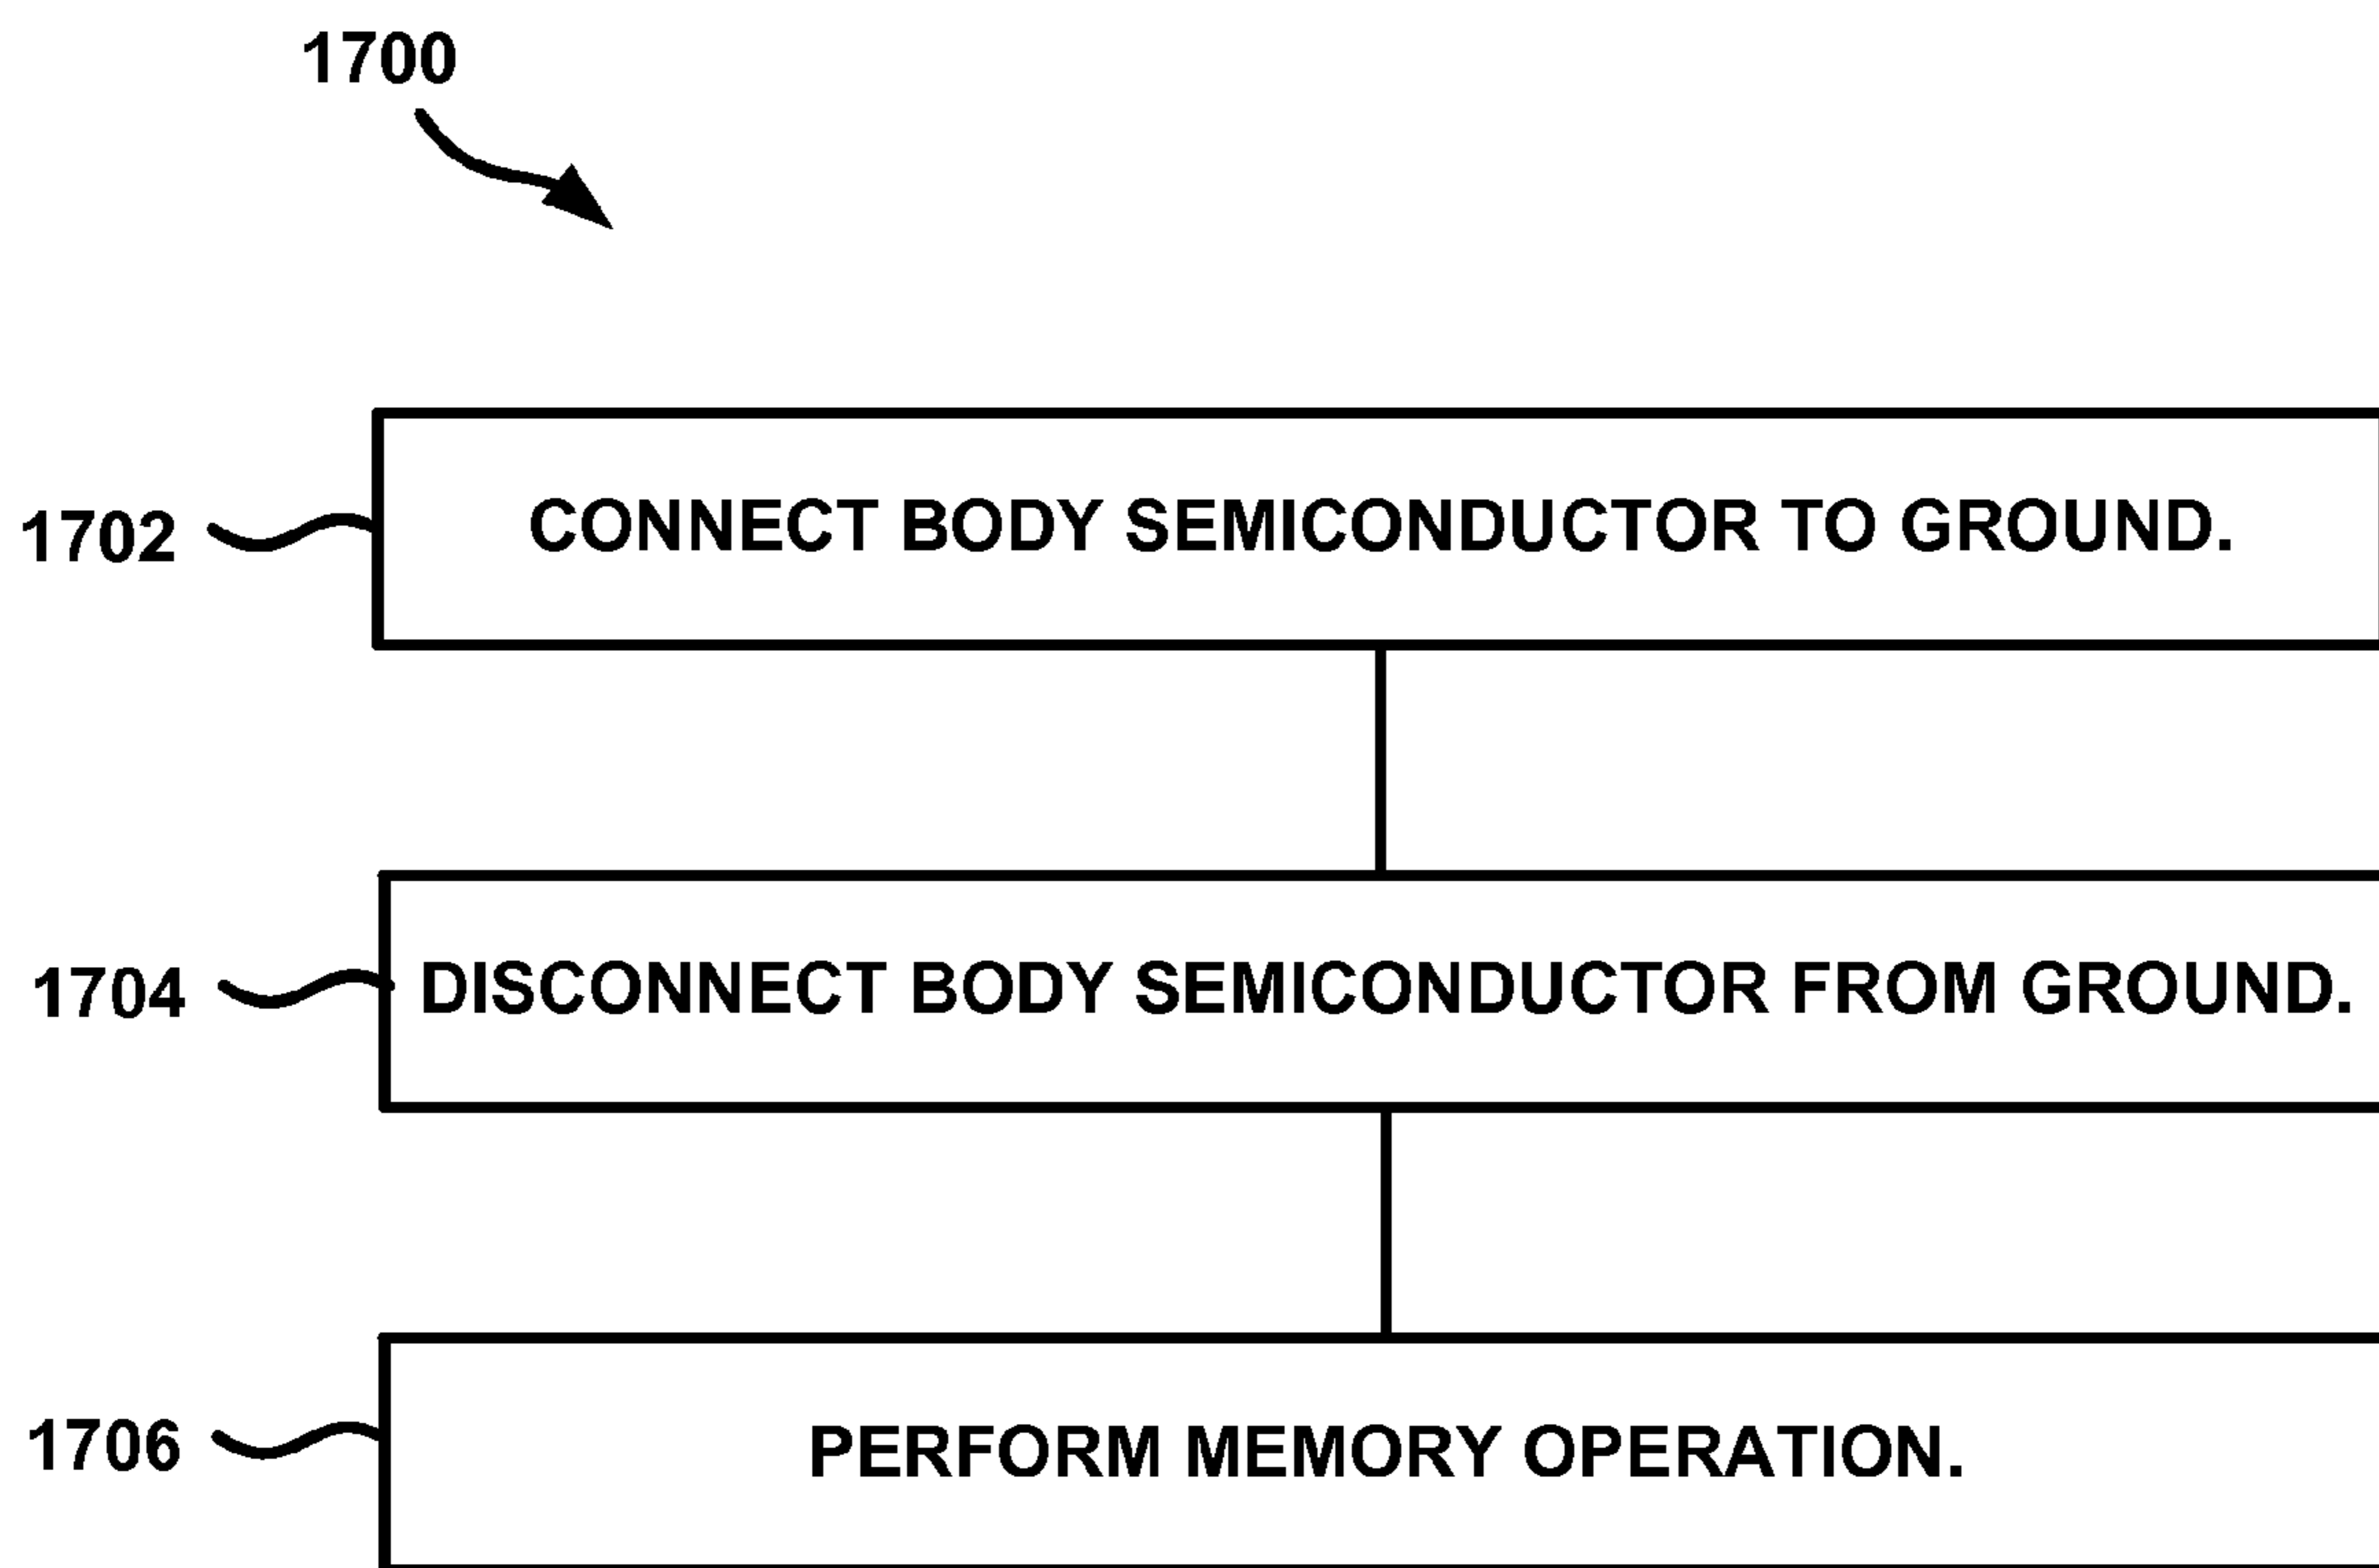 1700
1702
CONNECT BODY SEMICONDUCTOR TO GROUND.
1704
DISCONNECT BODY SEMICONDUCTOR FROM GROUND.
1706
PERFORM MEMORY OPERATION.